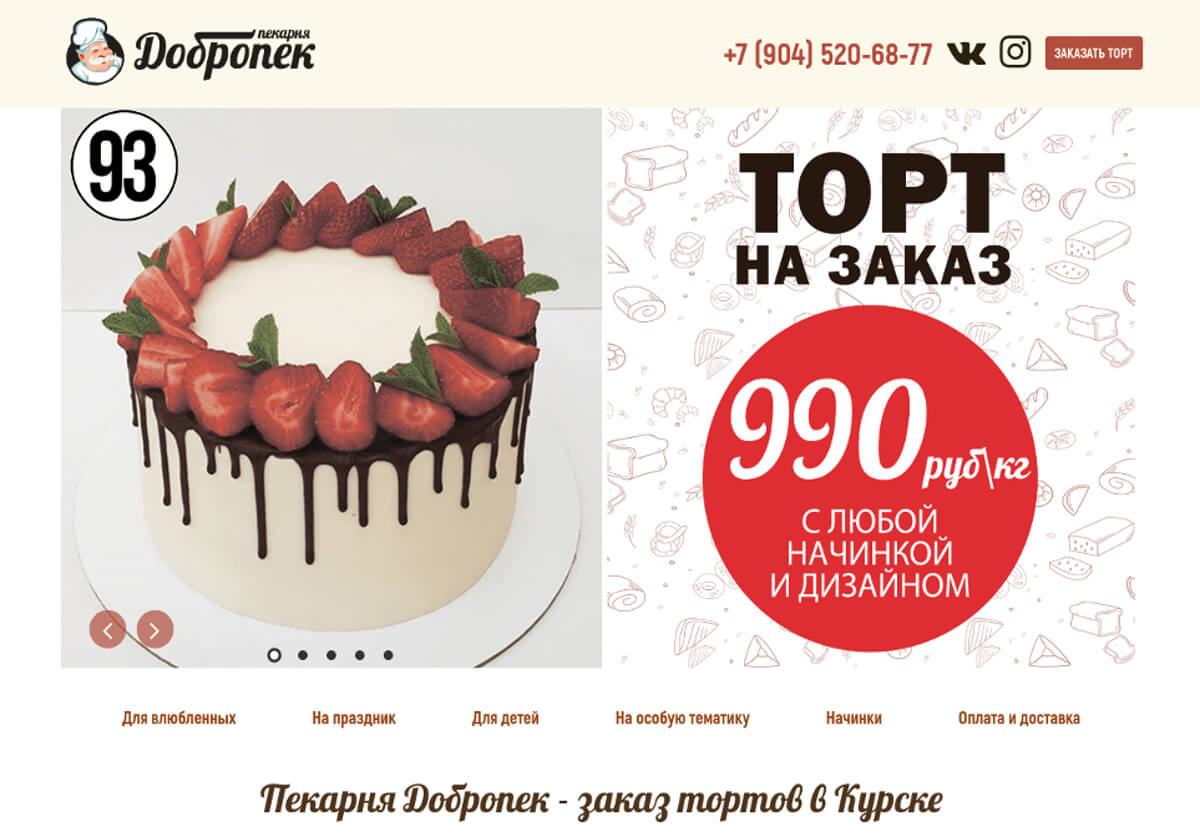 пекарня
Добропек
+7 (904) 520-68-77
ЗАКАЗАТЬ ТОРТ
93
ТОРТ
НА ЗАКАЗ
990 руб\кг
С ЛЮБОЙ
НАЧИНКОЙ
И ДИЗАЙНОМ
Для влюбленных
На праздник
Для детей
На особую тематику
Начинки
Оплата и доставка
Пекарня Добропек - заказ тортов в Курске